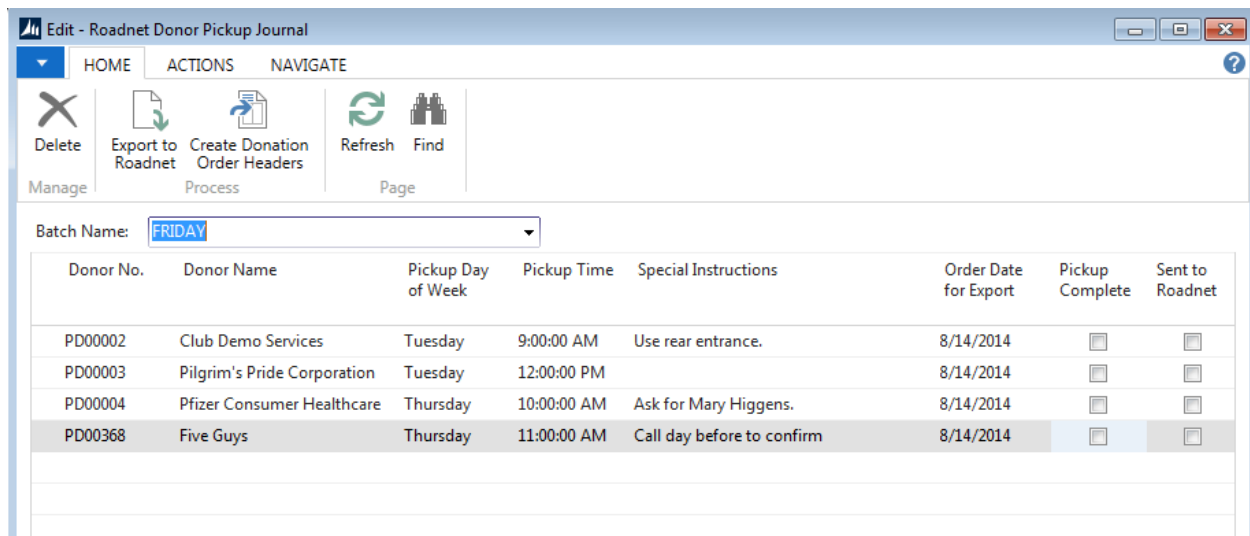 Edit - Roadnet Donor Pickup Journal
HOME ACTIONS NAVIGATE
Delete Export to Roadnet Create Donation Order Headers Refresh Find
Manage Process Page
Batch Name: FRIDAY
Donor No. Donor Name Pickup Day of Week Pickup Time Special Instructions Order Date for Export Pickup Complete Sent to Roadnet
PD00002 Club Demo Services Tuesday 9:00:00 AM Use rear entrance. 8/14/2014
PD00003 Pilgrim's Pride Corporation Tuesday 12:00:00 PM 8/14/2014
PD00004 Pfizer Consumer Healthcare Thursday 10:00:00 AM Ask for Mary Higgens. 8/14/2014
PD00368 Five Guys Thursday 11:00:00 AM Call day before to confirm 8/14/2014